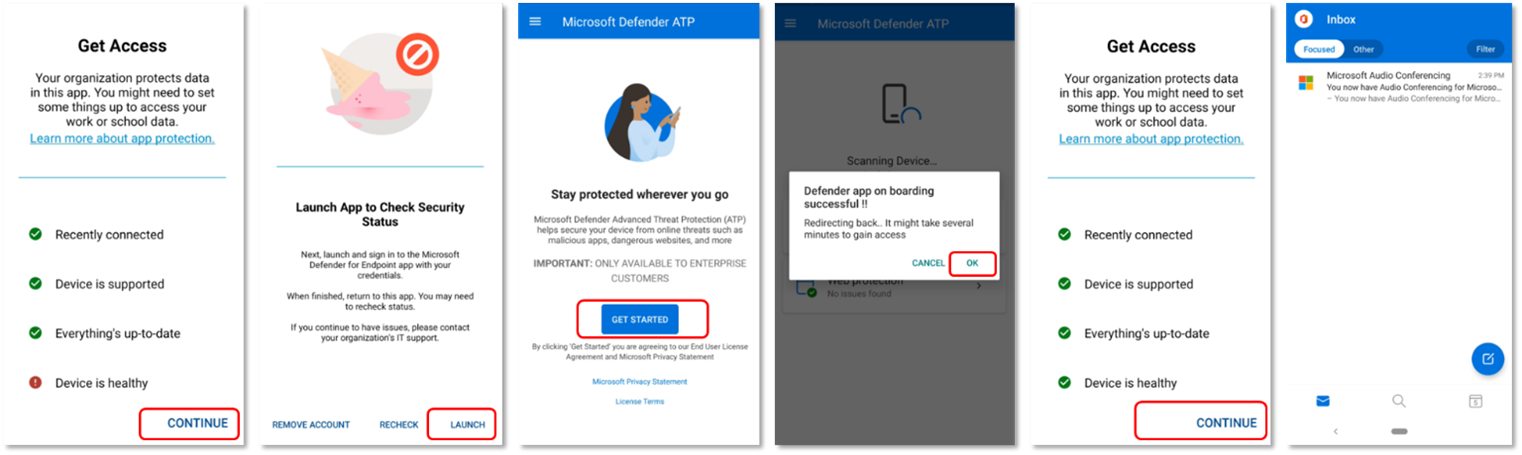 Get Access
Your organization protects data
in this app. You might need to set
some things up to access your
work or school data.
Learn more about app protection.
Recently connected
Device is supported
Everything's up-to-date
Device is healthy
CONTINUE
Launch App to Check Security
Status
Next, launch and sign in to the Microsoft
Defender for Endpoint app with your
credentials.
When finished, return to this app. You may need
to recheck status.
If you continue to have issues, please contact
your organization's IT support.
REMOVE ACCOUNT
RECHECK
LAUNCH
Microsoft Defender ATP
Stay protected wherever you go
Microsoft Defender Advanced Threat Protection (ATP)
helps secure your device from online threats such as
malicious apps, dangerous websites, and more
IMPORTANT: ONLY AVAILABLE TO ENTERPRISE
CUSTOMERS
GET STARTED
By clicking 'Get Started' you are agreeing to our End User License
Agreement and Microsoft Privacy Statement
Microsoft Privacy Statement
License Terms
Microsoft Defender ATP
Scanning Device...
Defender app on boarding
successful !!
Redirecting back.. It might take several
minutes to gain access
CANCEL
OK
Web protection
No issues found
Get Access
Your organization protects data
in this app. You might need to set
some things up to access your
work or school data.
Learn more about app protection.
Recently connected
Device is supported
Everything's up-to-date
Device is healthy
CONTINUE
Inbox
Focused
Other
Filter
Microsoft Audio Conferencing 2:39 PM
You now have Audio Conferencing for Microso...
– You now have Audio Conferencing for Micro...
5